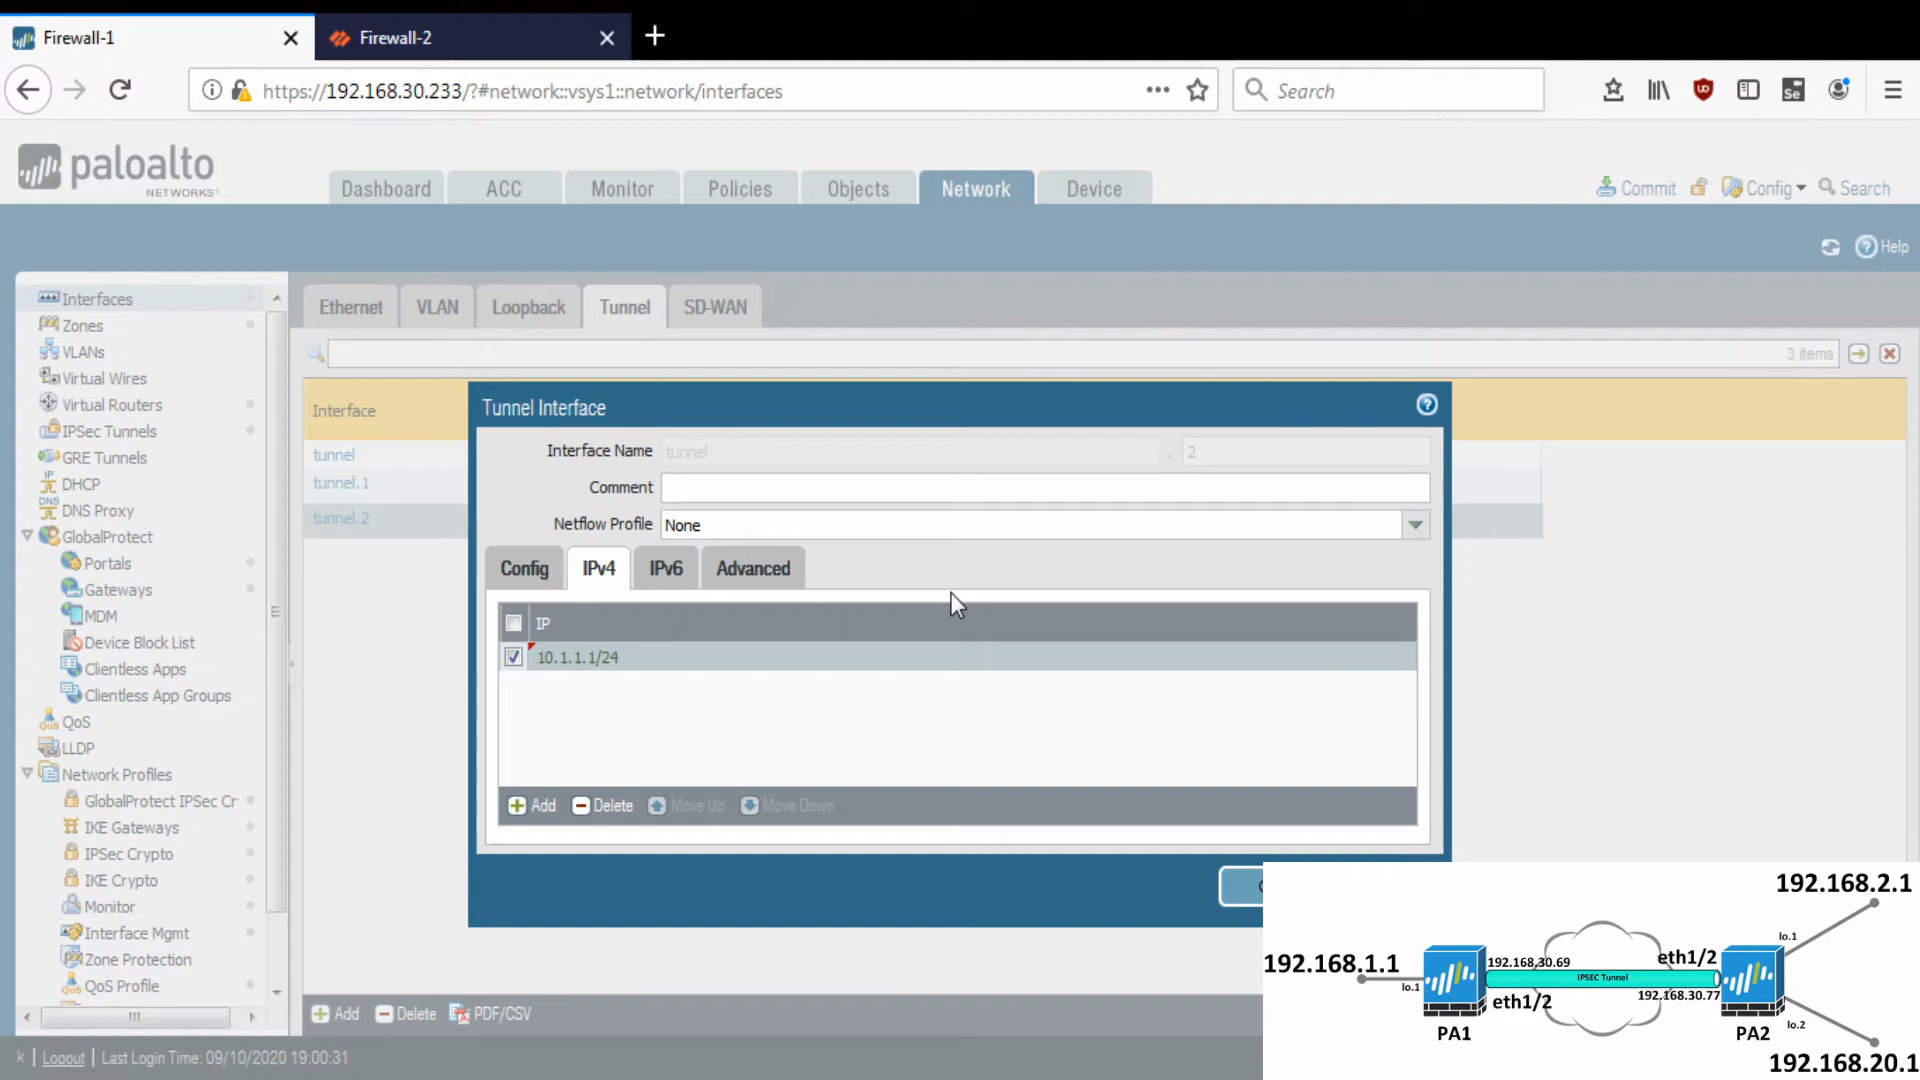 Firewall-1
Firewall-2
https://192.168.30.233/?#network::vsys1::network/interfaces
Search
paloalto
NETWORKS
Dashboard
ACC
Monitor
Policies
Objects
Network
Device
Commit
Config
Search
Help
Interfaces
Zones
VLANs
Virtual Wires
Virtual Routers
IPSec Tunnels
GRE Tunnels
DHCP
DNS Proxy
GlobalProtect
Portals
Gateways
MDM
Device Block List
Clientless Apps
Clientless App Groups
QoS
LLDP
Network Profiles
GlobalProtect IPSec Cr
IKE Gateways
IPSec Crypto
IKE Crypto
Monitor
Interface Mgmt
Zone Protection
QoS Profile
Ethernet
VLAN
Loopback
Tunnel
SD-WAN
3 items
Interface
tunnel
tunnel.1
tunnel.2
Tunnel Interface
Interface Name tunnel . 2
Comment
Netflow Profile None
Config
IPv4
IPv6
Advanced
IP
10.1.1.1/24
Add
Delete
Move Up
Move Down
Add
Delete
PDF/CSV
k | Logout | Last Login Time: 09/10/2020 19:00:31
192.168.2.1
lo.1
192.168.1.1
lo.1
192.168.30.69
eth1/2
IPSEC Tunnel
eth1/2
192.168.30.77
PA1
PA2
lo.2
192.168.20.1